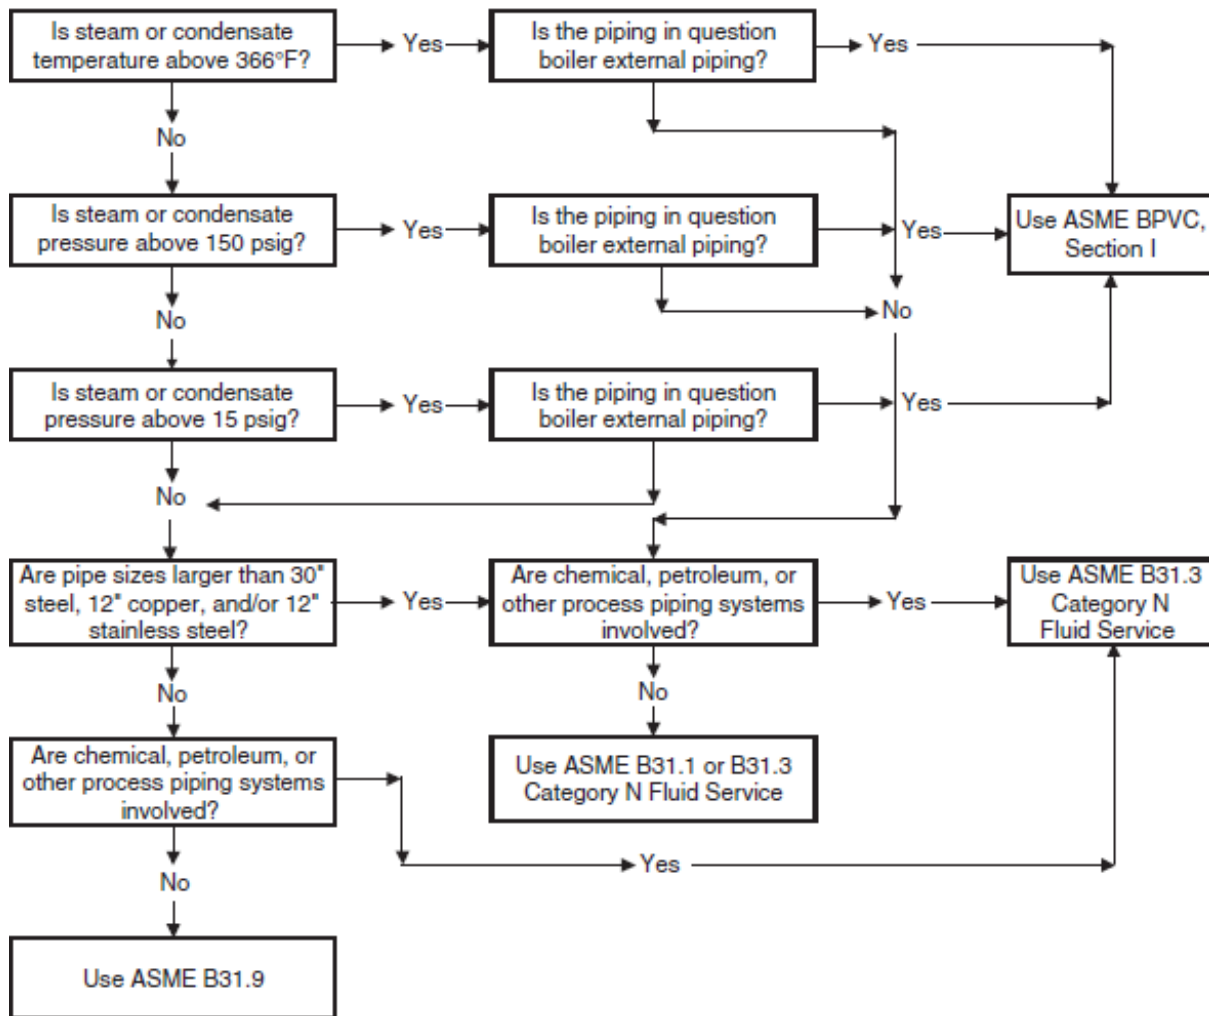 Is steam or condensate
temperature above 366°F?
Yes
Is the piping in question
boiler external piping?
Yes
No
Is steam or condensate
pressure above 150 psig?
Yes
Is the piping in question
boiler external piping?
Yes
Use ASME BPVC,
Section I
No
No
Is steam or condensate
pressure above 15 psig?
Yes
Is the piping in question
boiler external piping?
Yes
No
Are pipe sizes larger than 30"
steel, 12" copper, and/or 12"
stainless steel?
Yes
Are chemical, petroleum, or
other process piping systems
involved?
Yes
Use ASME B31.3
Category N
Fluid Service
No
No
Are chemical, petroleum, or
other process piping systems
involved?
Use ASME B31.1 or B31.3
Category N Fluid Service
Yes
No
Use ASME B31.9